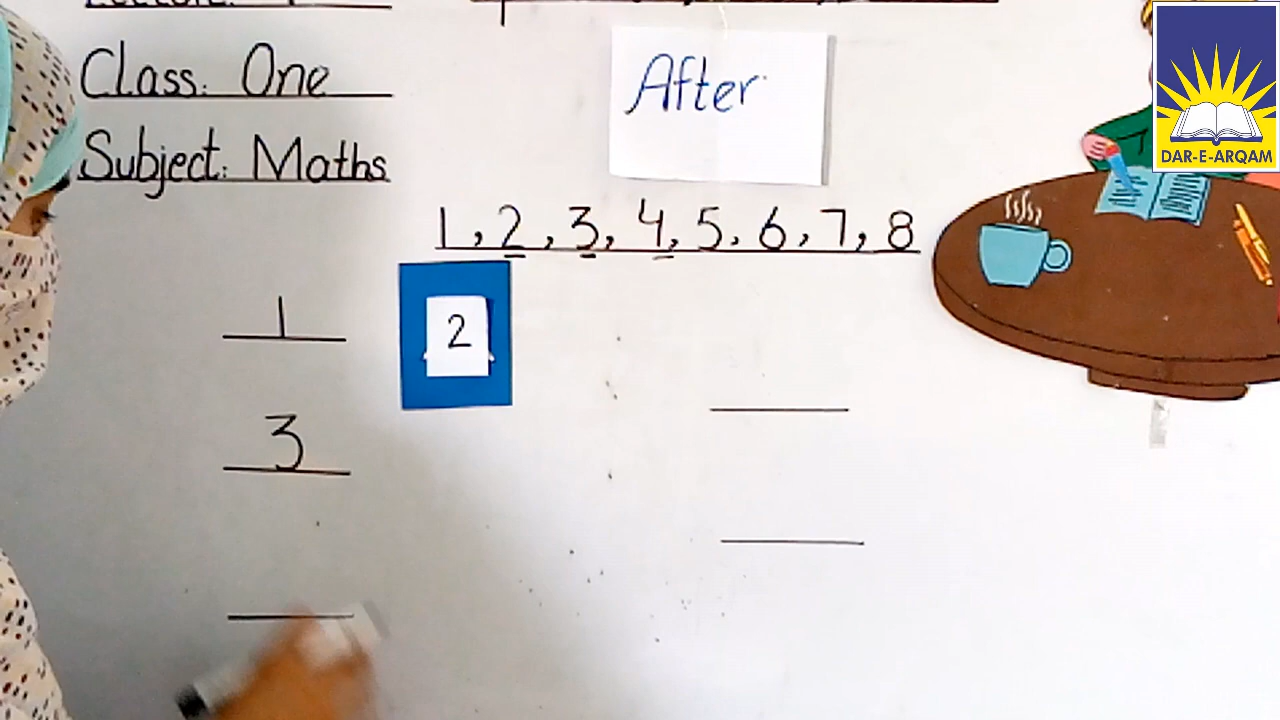 Class: One
Subject: Maths
After
1, 2, 3, 4, 5, 6, 7, 8
1
2
3
DAR-E-ARQAM